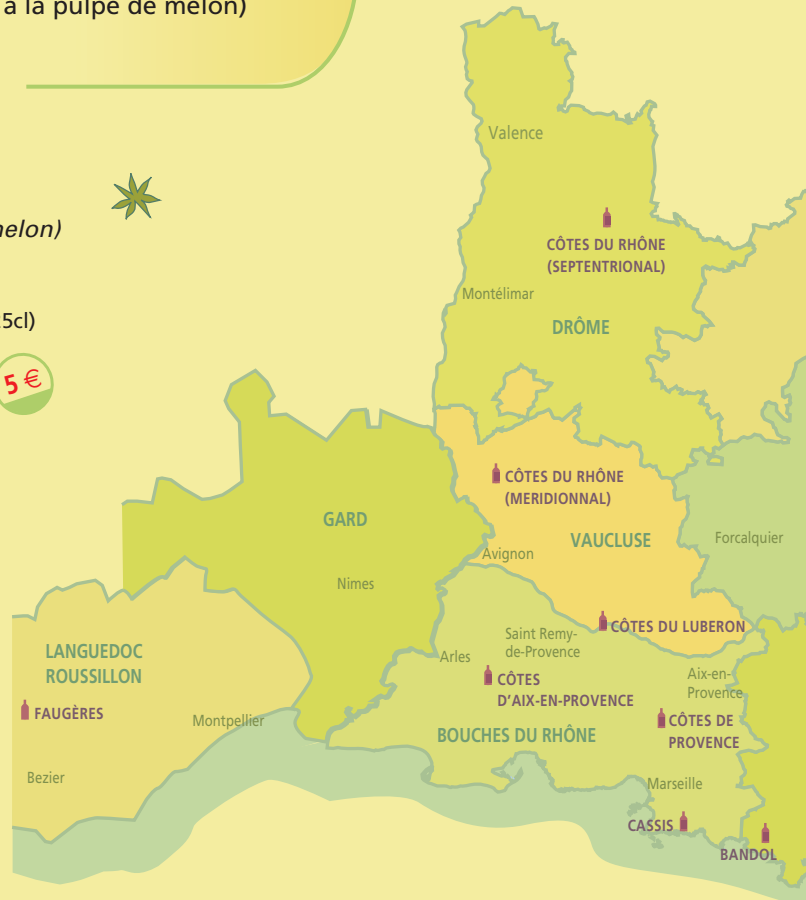 à la pulpe de melon)
melon)
5cl)
5 €
Valence
CÔTES DU RHÔNE
(SEPTENTRIONAL)
Montélimar
DRÔME
CÔTES DU RHÔNE
(MERIDIONNAL)
GARD
VAUCLUSE
Forcalquier
Avignon
Nimes
CÔTES DU LUBERON
Saint Remy-
de-Provence
LANGUEDOC
ROUSSILLON
Arles
Aix-en-
Provence
CÔTES
D'AIX-EN-PROVENCE
FAUGÈRES
Montpellier
CÔTES DE
PROVENCE
BOUCHES DU RHÔNE
Bezier
Marseille
CASSIS
BANDOL